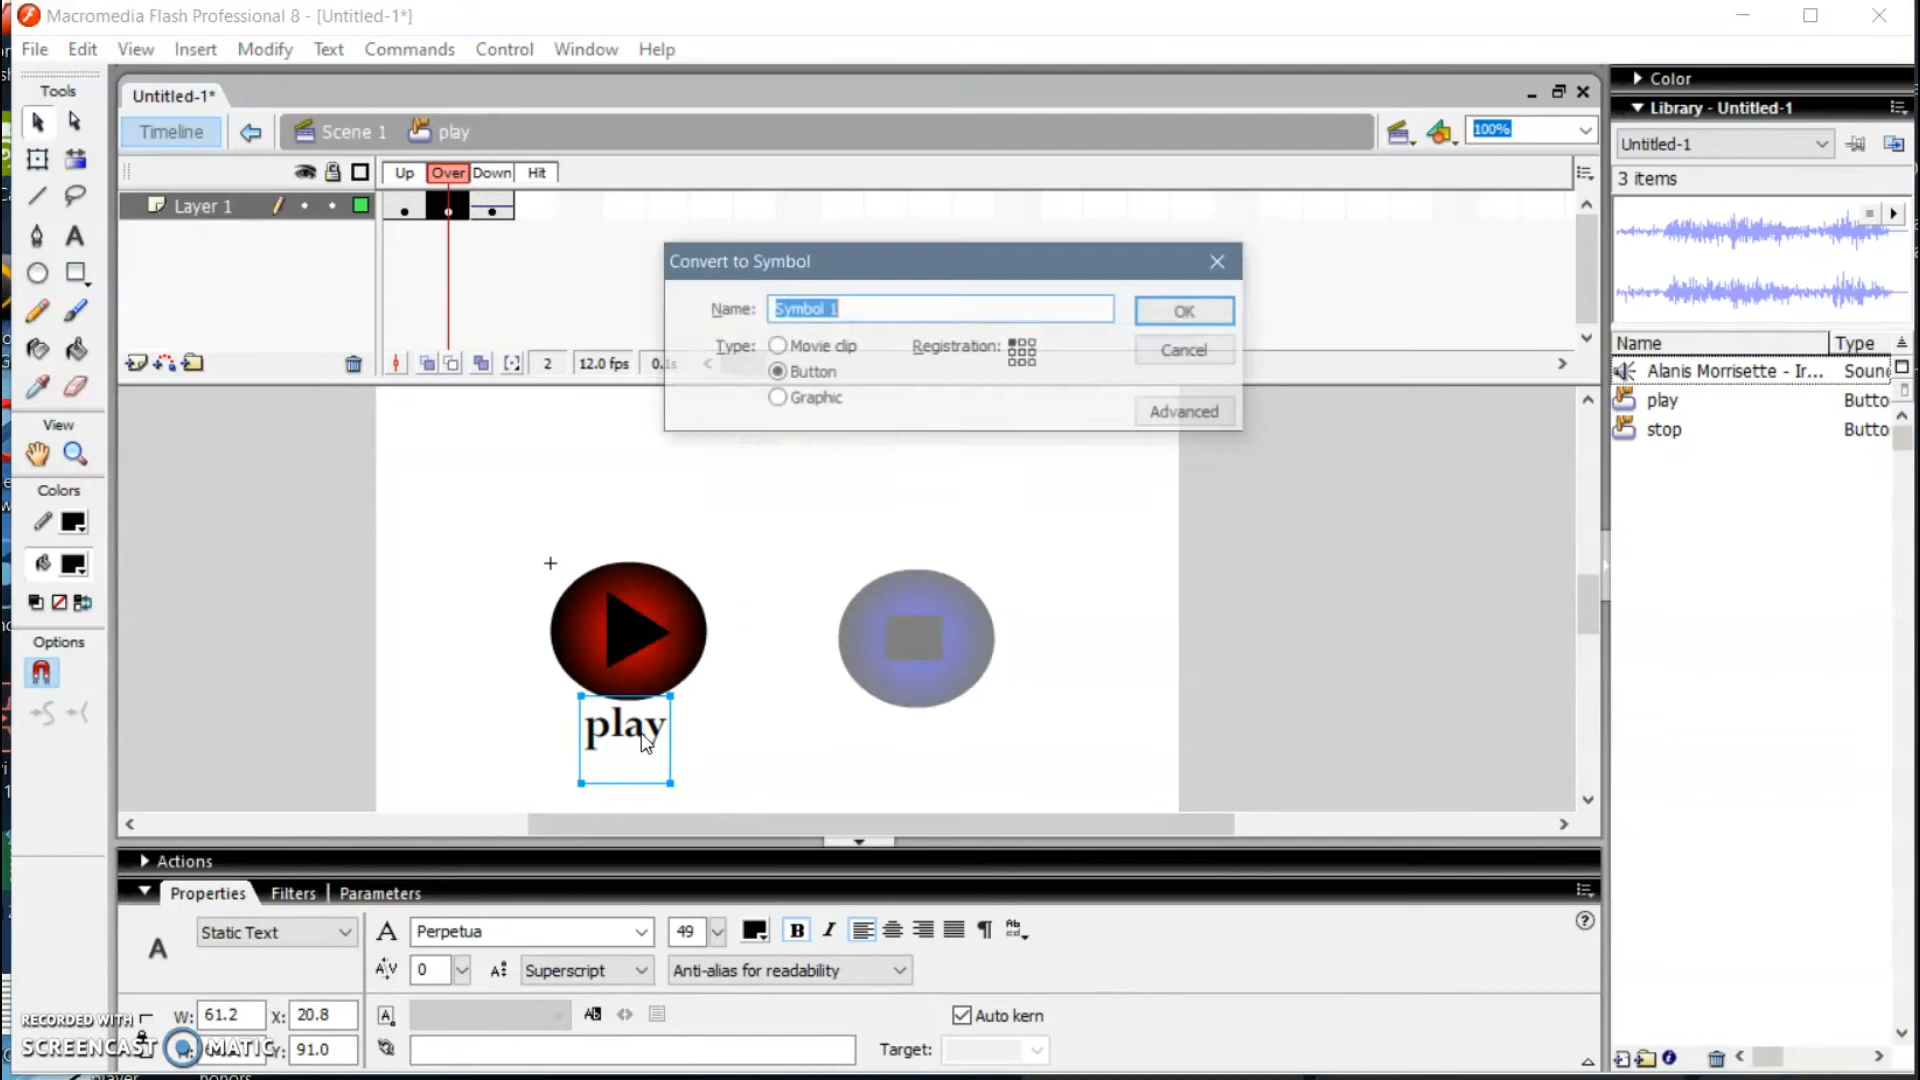 Macromedia Flash Professional 8 - [Untitled-1*]
File Edit View Insert Modify Text Commands Control Window Help
Tools
Untitled-1*
Timeline Scene 1 play 100%
Up Over Down Hit
Layer 1
2 12.0 fps
Convert to Symbol
Name: Symbol 1 OK
Type: Movie clip Registration: Cancel
Button
Graphic
Advanced
View
Colors
Options
play
Color
Library - Untitled-1
Untitled-1
3 items
Name Type
Alanis Morrisette - Ir... Soun
play Butto
stop Butto
Actions
Properties Filters Parameters
A Static Text A Perpetua 49 B I
A|V 0 Superscript Anti-alias for readability
W: 61.2 X: 20.8 Auto kern
Y: 91.0 Target:
RECORDED WITH
SCREENCAST MATIC